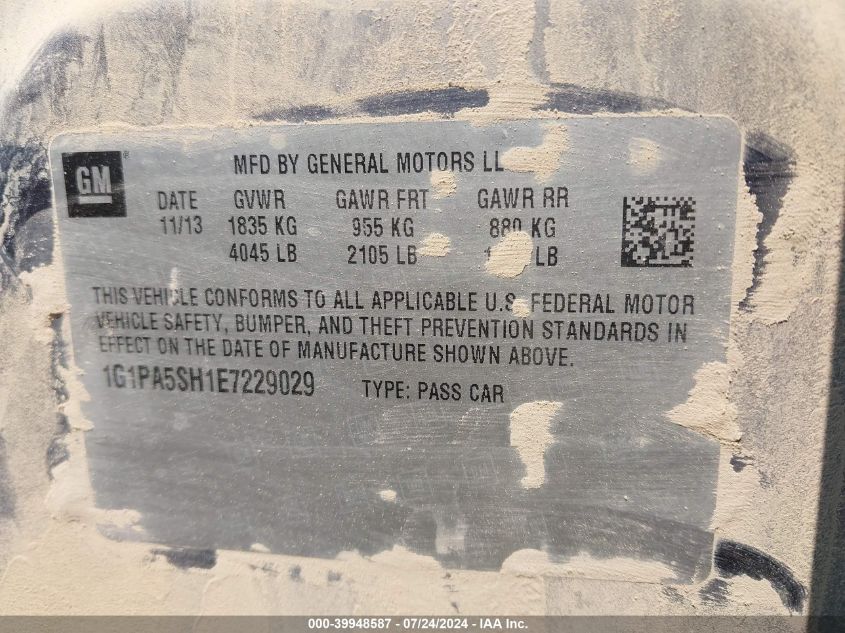 GM
MFD BY GENERAL MOTORS LL
DATE GVWR GAWR FRT GAWR RR
11/13 1835 KG 955 KG 880 KG
4045 LB 2105 LB LB
THIS VEHICLE CONFORMS TO ALL APPLICABLE U.S. FEDERAL MOTOR
VEHICLE SAFETY, BUMPER, AND THEFT PREVENTION STANDARDS IN
EFFECT ON THE DATE OF MANUFACTURE SHOWN ABOVE.
1G1PA5SH1E7229029 TYPE: PASS CAR
000-39948587 - 07/24/2024 - IAA Inc.